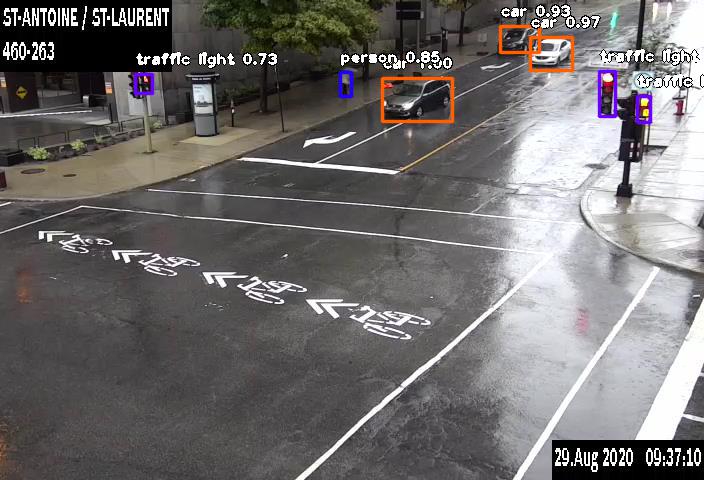 ST-ANTOINE / ST-LAURENT
460-263
car 0.93
car 0.97
traffic light 0.73
person 0.85
traffic light
traffic l
29.Aug 2020 09:37:10